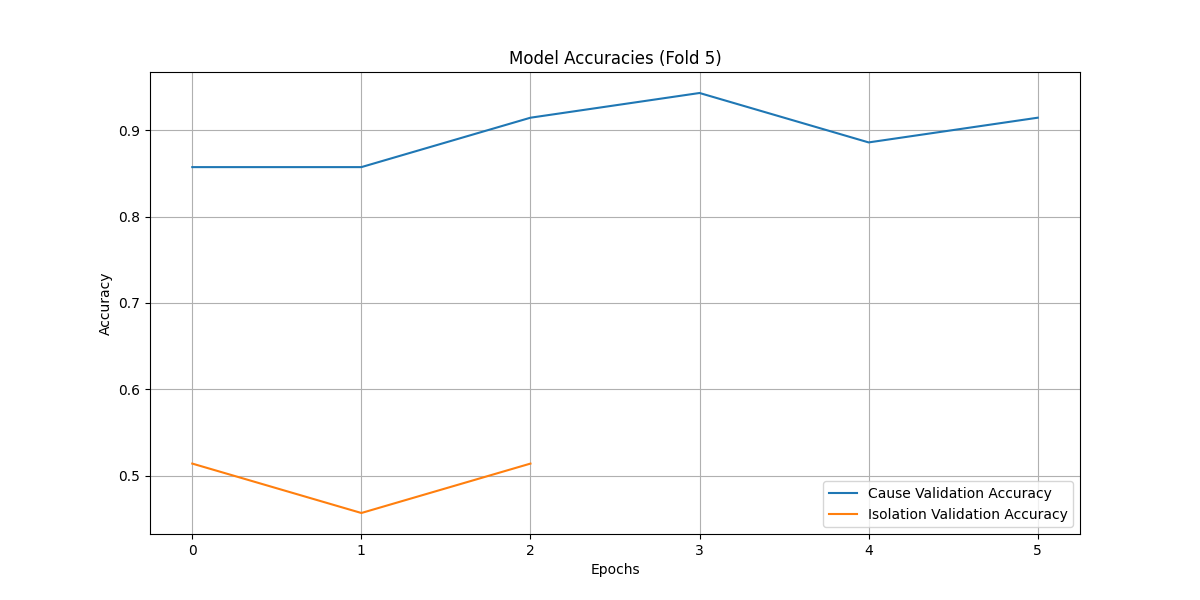 Model Accuracies (Fold 5)
Accuracy
0.9
0.8
0.7
0.6
0.5
0 1 2 3 4 5
Epochs
Cause Validation Accuracy
Isolation Validation Accuracy